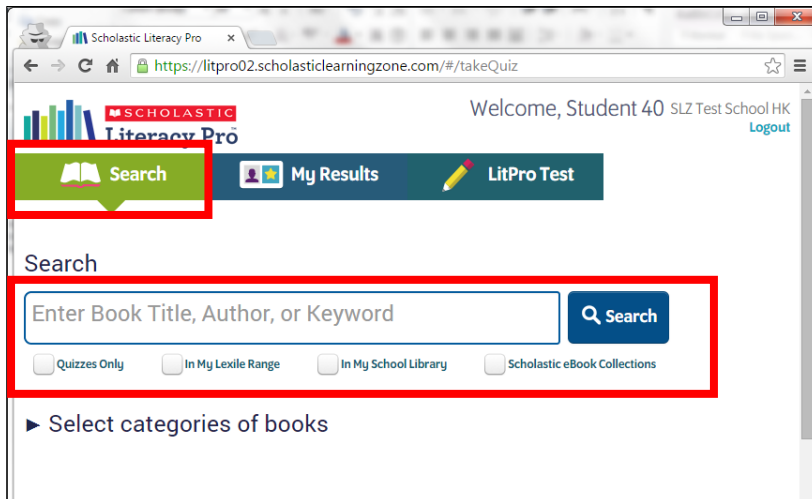 Scholastic Literacy Pro
https://litpro02.scholasticlearningzone.com/#/takeQuiz
SCHOLASTIC
Literacy Pro
Welcome, Student 40 SLZ Test School HK
Logout
Search
My Results
LitPro Test
Search
Enter Book Title, Author, or Keyword
Search
Quizzes Only
In My Lexile Range
In My School Library
Scholastic eBook Collections
► Select categories of books